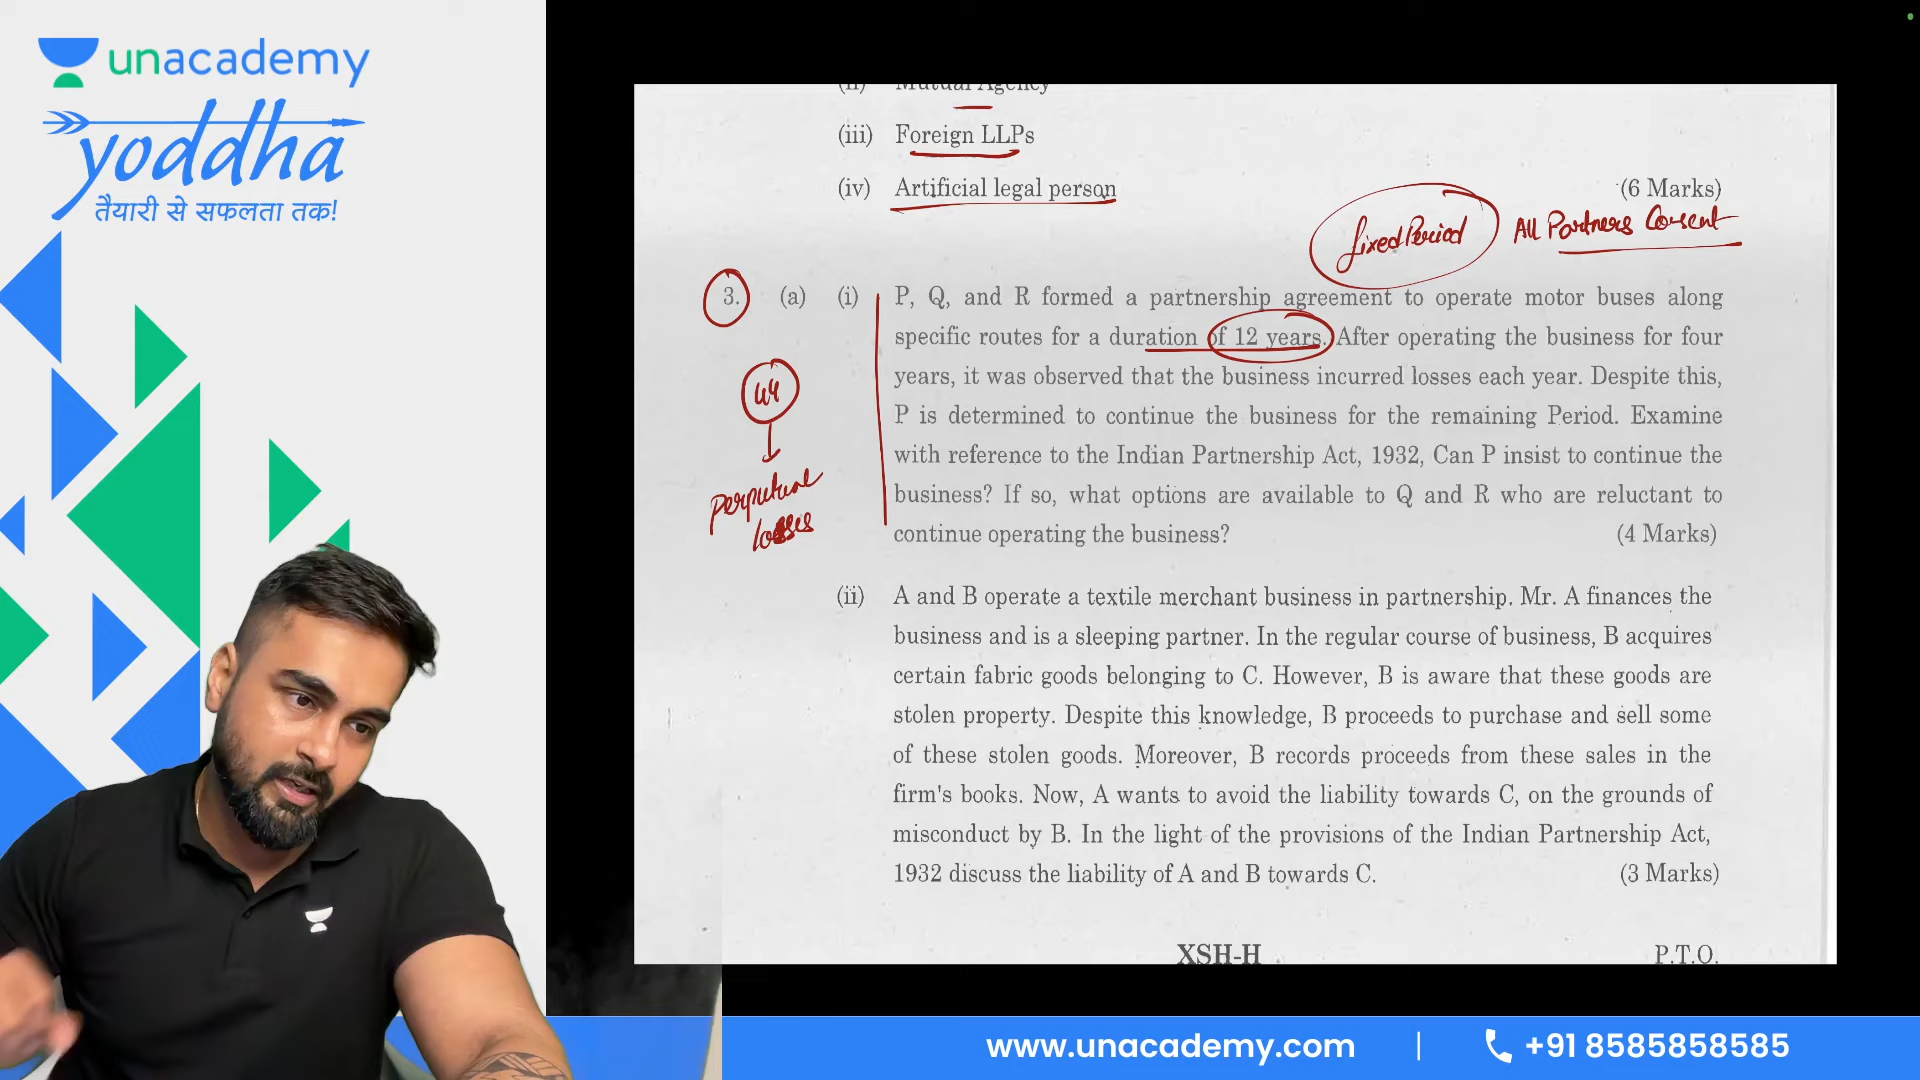 unacademy
yoddha
तैयारी से सफलता तक!
(ii) Mutual Agency
(iii) Foreign LLPs
(iv) Artificial legal person (6 Marks)
fixed Period All Partners Consent
3. (a) (i) P, Q, and R formed a partnership agreement to operate motor buses along
specific routes for a duration of 12 years. After operating the business for four
years, it was observed that the business incurred losses each year. Despite this,
P is determined to continue the business for the remaining Period. Examine
with reference to the Indian Partnership Act, 1932, Can P insist to continue the
business? If so, what options are available to Q and R who are reluctant to
continue operating the business? (4 Marks)
perputual
losses
(ii) A and B operate a textile merchant business in partnership. Mr. A finances the
business and is a sleeping partner. In the regular course of business, B acquires
certain fabric goods belonging to C. However, B is aware that these goods are
stolen property. Despite this knowledge, B proceeds to purchase and sell some
of these stolen goods. Moreover, B records proceeds from these sales in the
firm's books. Now, A wants to avoid the liability towards C, on the grounds of
misconduct by B. In the light of the provisions of the Indian Partnership Act,
1932 discuss the liability of A and B towards C. (3 Marks)
XSH-H P.T.O.
www.unacademy.com | +91 8585858585